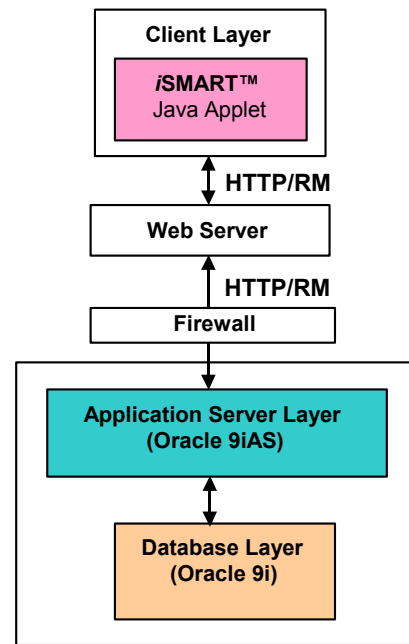 Client Layer
iSMART™
Java Applet
HTTP/RM
Web Server
HTTP/RM
Firewall
Application Server Layer
(Oracle 9iAS)
Database Layer
(Oracle 9i)